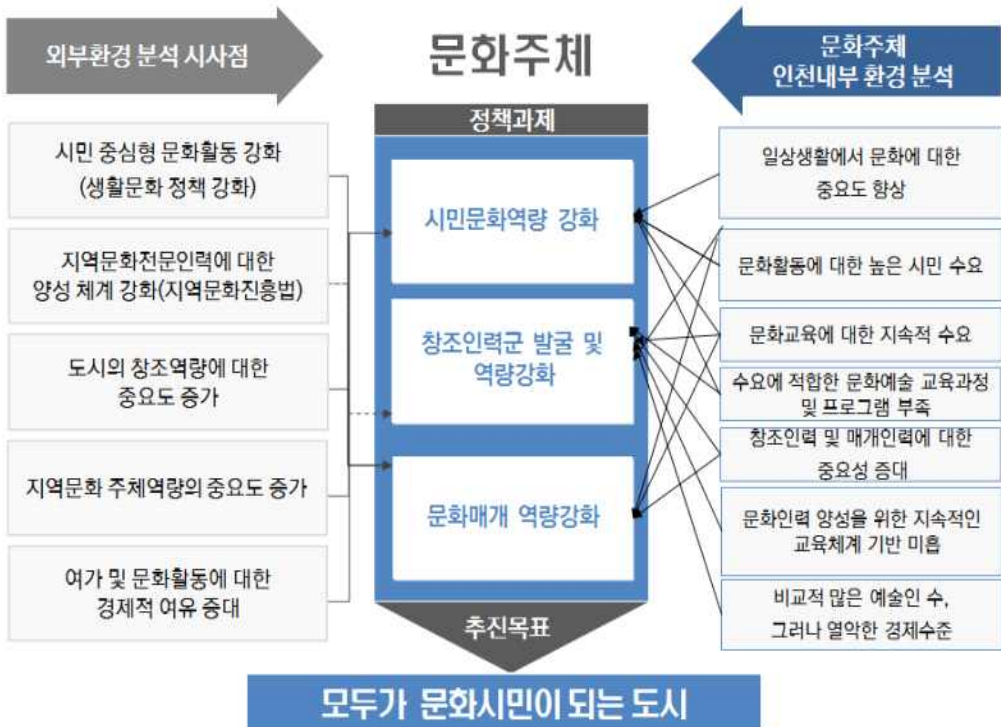 외부환경 분석 시사점
문화주체
문화주체
인천내부 환경 분석
정책과제
시민 중심형 문화활동 강화
(생활문화 정책 강화)
지역문화전문인력에 대한
양성 체계 강화(지역문화진흥법)
도시의 창조역량에 대한
중요도 증가
지역문화 주체역량의 중요도 증가
여가 및 문화활동에 대한
경제적 여유 증대
시민문화역량 강화
창조인력군 발굴 및
역량강화
문화매개 역량강화
일상생활에서 문화에 대한
중요도 향상
문화활동에 대한 높은 시민 수요
문화교육에 대한 지속적 수요
수요에 적합한 문화예술 교육과정
및 프로그램 부족
창조인력 및 매개인력에 대한
중요성 증대
문화인력 양성을 위한 지속적인
교육체계 기반 미흡
비교적 많은 예술인 수,
그러나 열악한 경제수준
추진목표
모두가 문화시민이 되는 도시